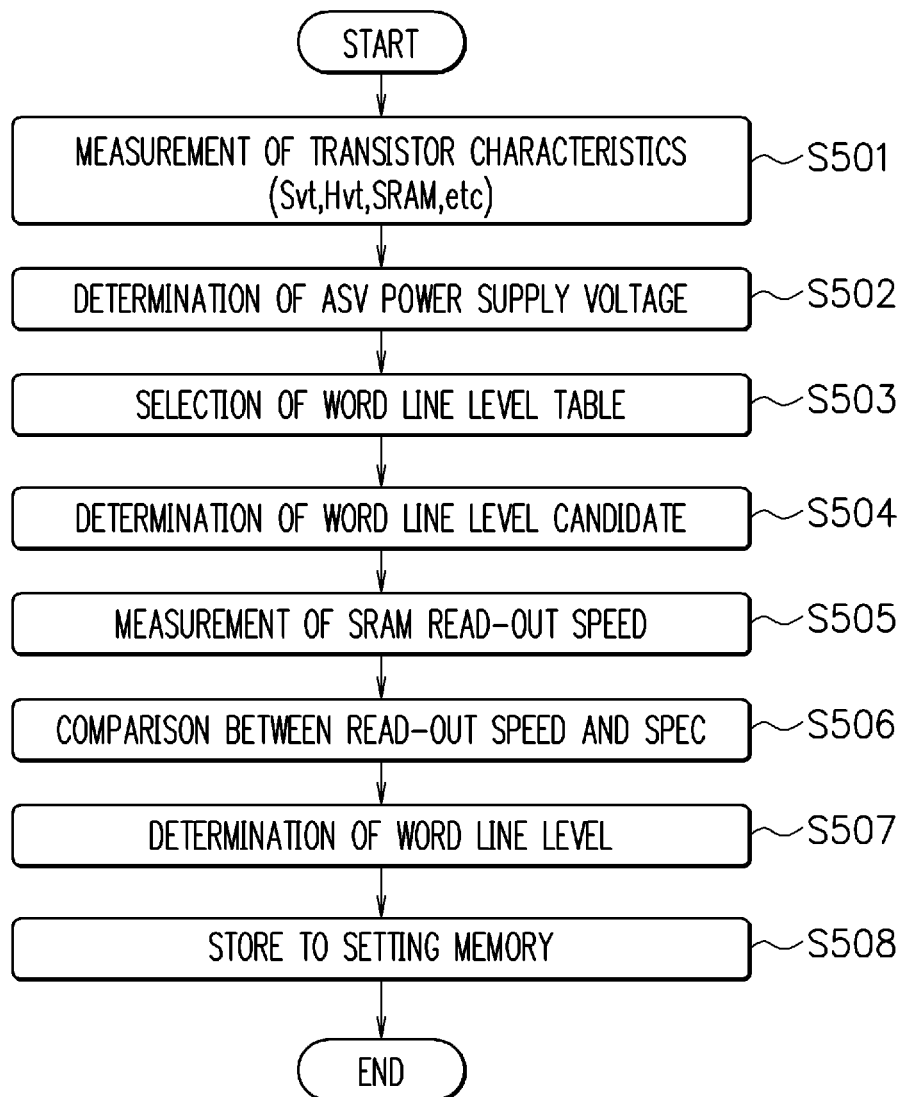 START
MEASUREMENT OF TRANSISTOR CHARACTERISTICS
(Svt,Hvt,SRAM,etc)
S501
DETERMINATION OF ASV POWER SUPPLY VOLTAGE
S502
SELECTION OF WORD LINE LEVEL TABLE
S503
DETERMINATION OF WORD LINE LEVEL CANDIDATE
S504
MEASUREMENT OF SRAM READ-OUT SPEED
S505
COMPARISON BETWEEN READ-OUT SPEED AND SPEC
S506
DETERMINATION OF WORD LINE LEVEL
S507
STORE TO SETTING MEMORY
S508
END